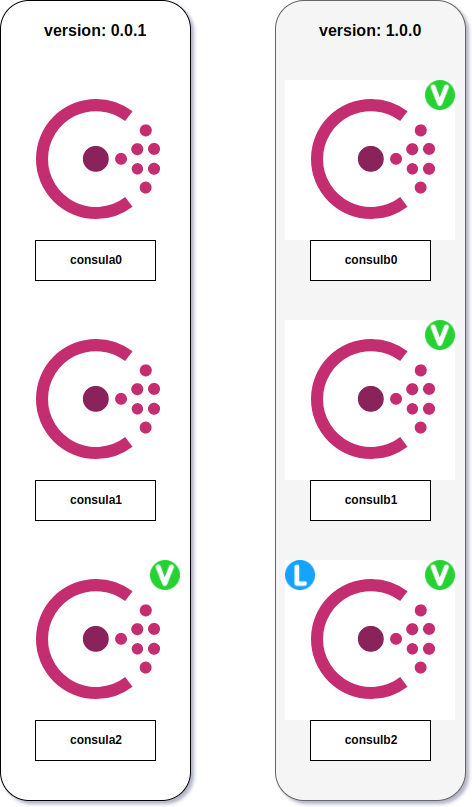 version: 0.0.1
consula0
consula1
V
consula2
version: 1.0.0
V
consulb0
V
consulb1
L
V
consulb2